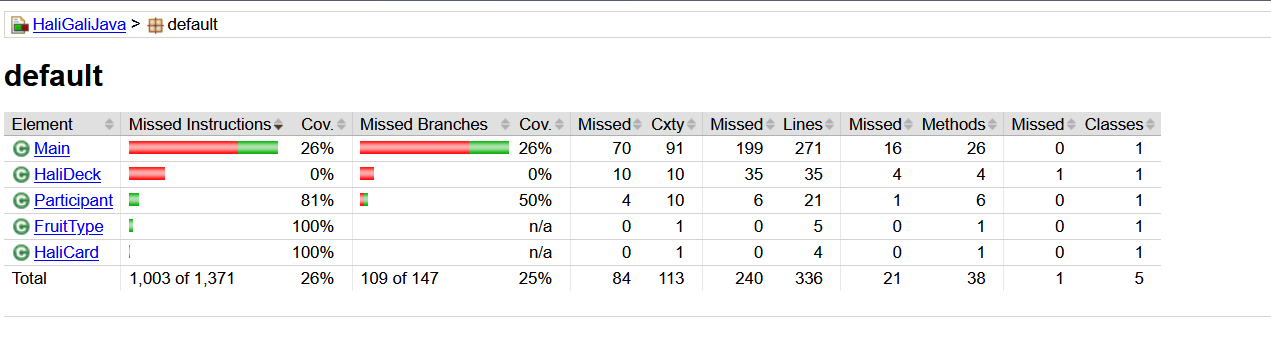 HaliGaliJava > default
default
Element Missed Instructions Cov. Missed Branches Cov. Missed Cxty Missed Lines Missed Methods Missed Classes
Main 26% 26% 70 91 199 271 16 26 0 1
HaliDeck 0% 0% 10 10 35 35 4 4 1 1
Participant 81% 50% 4 10 6 21 1 6 0 1
FruitType 100% n/a 0 1 0 5 0 1 0 1
HaliCard 100% n/a 0 1 0 4 0 1 0 1
Total 1,003 of 1,371 26% 109 of 147 25% 84 113 240 336 21 38 1 5